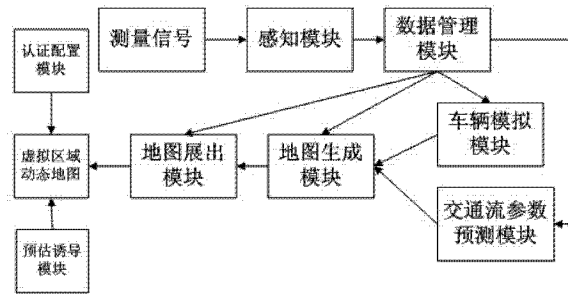 认证配置
模块
测量信号
感知模块
数据管理
模块
虚拟区域
动态地图
地图展出
模块
地图生成
模块
车辆模拟
模块
预估诱导
模块
交通流参数
预测模块